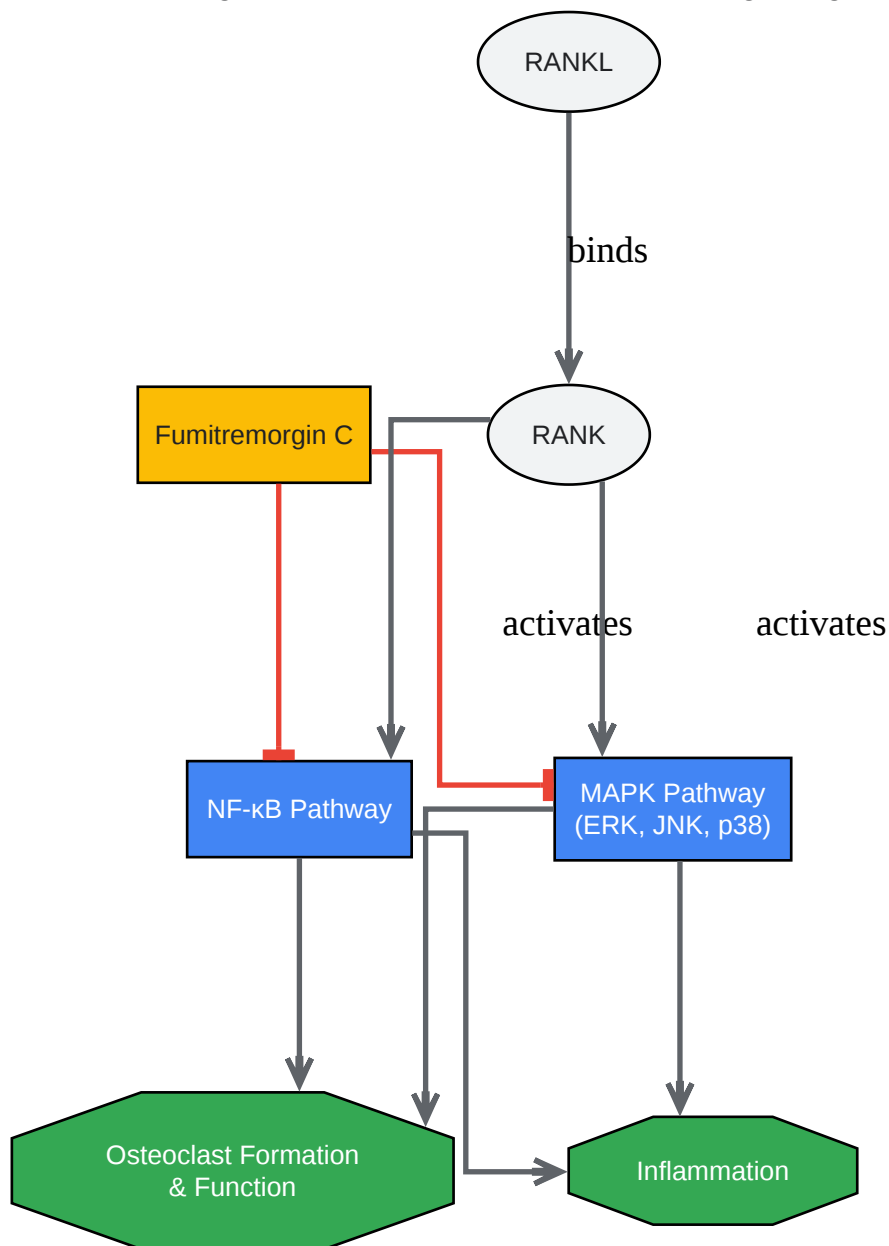 RANKL
binds
Fumitremorgin C
RANK
activates
activates
NF-κB Pathway
MAPK Pathway
(ERK, JNK, p38)
Osteoclast Formation
& Function
Inflammation